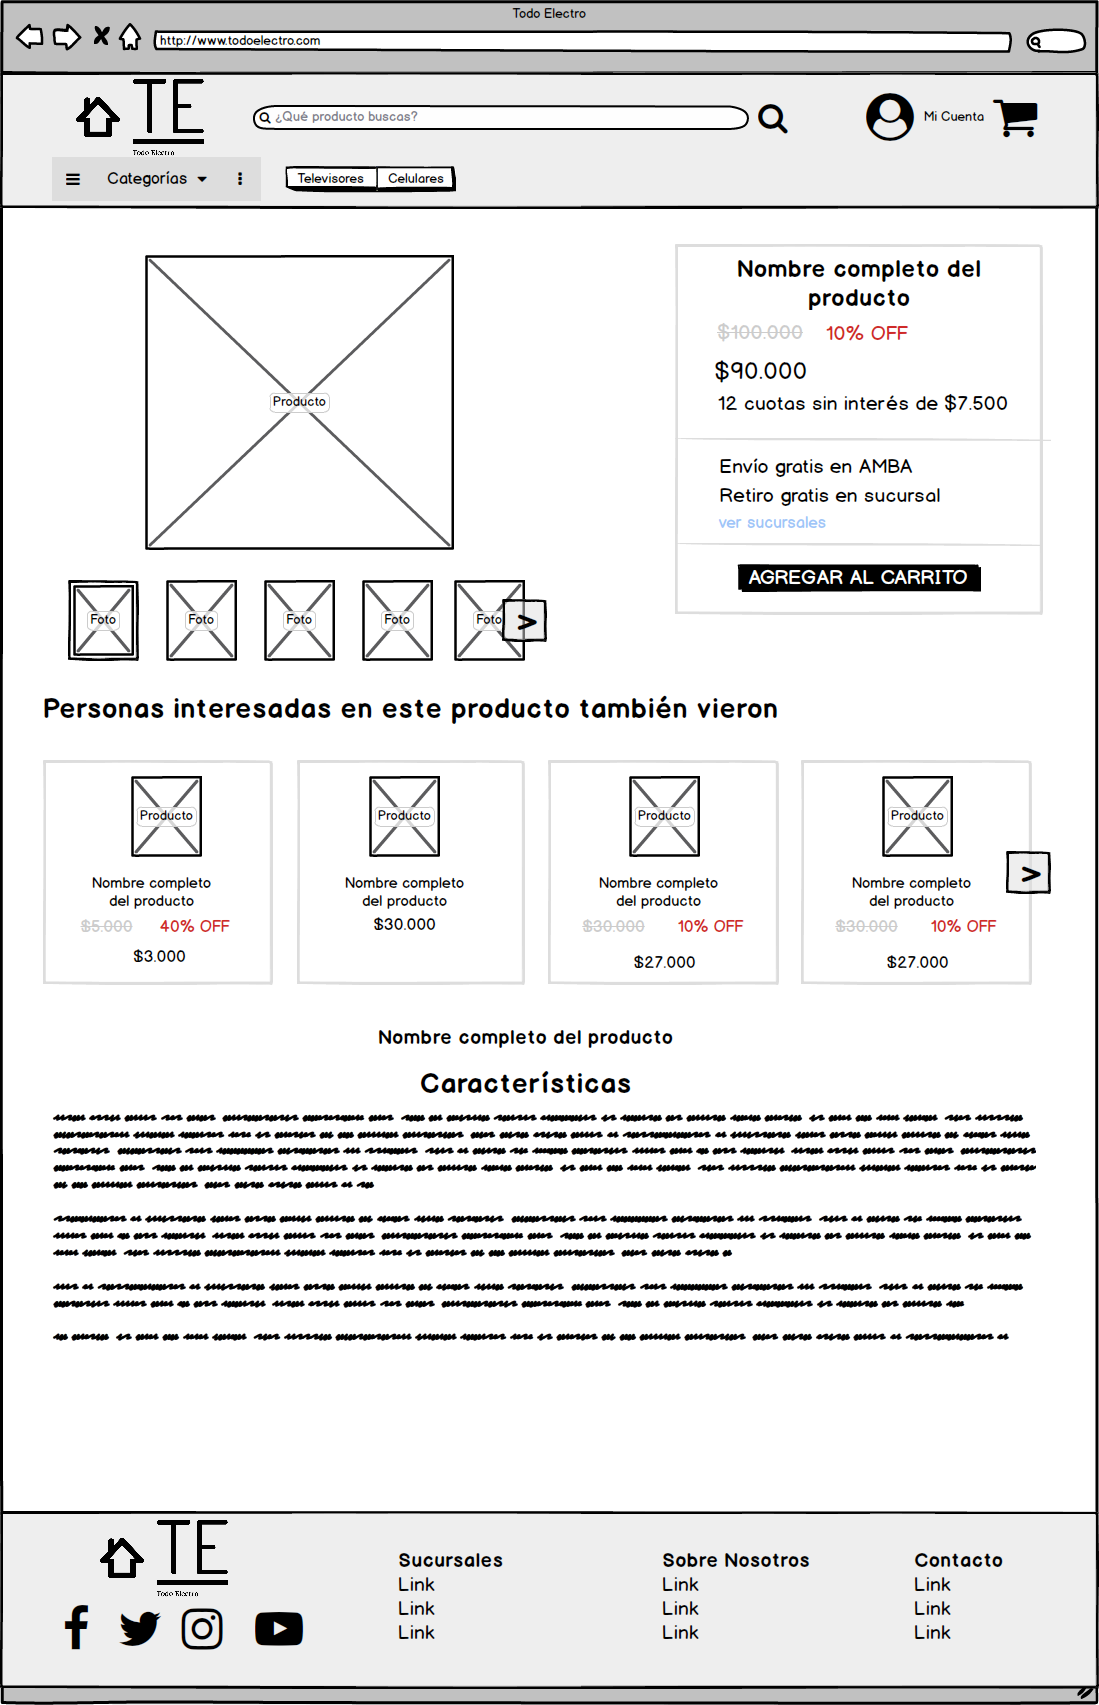 Todo Electro
http://www.todoelectro.com
TE
Todo Electro
¿Qué producto buscas?
Mi Cuenta
Categorías
Televisores
Celulares
Producto
Nombre completo del
producto
$100.000 10% OFF
$90.000
12 cuotas sin interés de $7.500
Envío gratis en AMBA
Retiro gratis en sucursal
ver sucursales
AGREGAR AL CARRITO
Foto
Foto
Foto
Foto
Foto
>
Personas interesadas en este producto también vieron
Producto
Nombre completo
del producto
$5.000 40% OFF
$3.000
Producto
Nombre completo
del producto
$30.000
Producto
Nombre completo
del producto
$30.000 10% OFF
$27.000
Producto
Nombre completo
del producto
$30.000 10% OFF
$27.000
>
Nombre completo del producto
Características
TE
Todo Electro
Sucursales
Link
Link
Link
Sobre Nosotros
Link
Link
Link
Contacto
Link
Link
Link